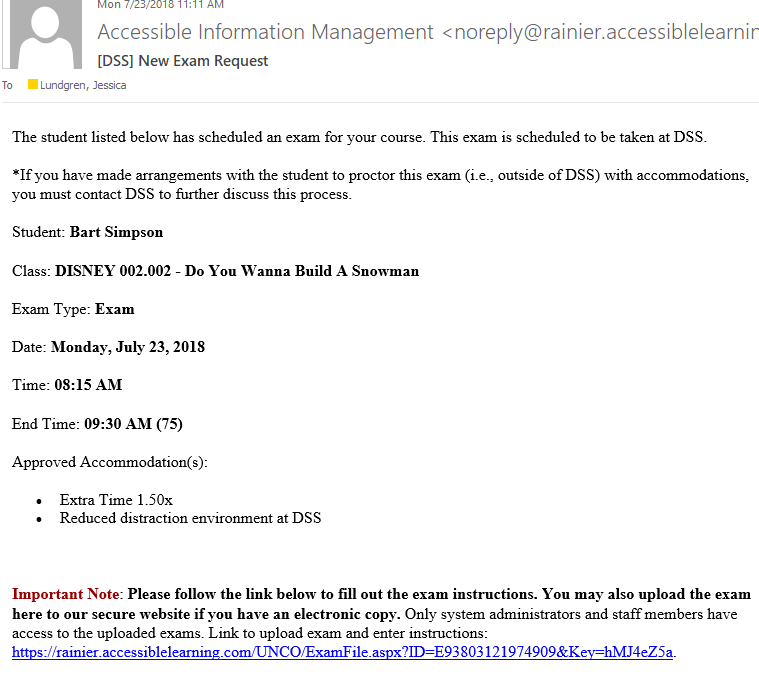 Mon 7/23/2018 11:11 AM
Accessible Information Management <noreply@rainier.accessiblelearnin
[DSS] New Exam Request
To Lundgren, Jessica
The student listed below has scheduled an exam for your course. This exam is scheduled to be taken at DSS.
*If you have made arrangements with the student to proctor this exam (i.e., outside of DSS) with accommodations,
you must contact DSS to further discuss this process.
Student: Bart Simpson
Class: DISNEY 002.002 - Do You Wanna Build A Snowman
Exam Type: Exam
Date: Monday, July 23, 2018
Time: 08:15 AM
End Time: 09:30 AM (75)
Approved Accommodation(s):
• Extra Time 1.50x
• Reduced distraction environment at DSS
Important Note: Please follow the link below to fill out the exam instructions. You may also upload the exam
here to our secure website if you have an electronic copy. Only system administrators and staff members have
access to the uploaded exams. Link to upload exam and enter instructions:
https://rainier.accessiblelearning.com/UNCO/ExamFile.aspx?ID=E93803121974909&Key=hMJ4eZ5a.